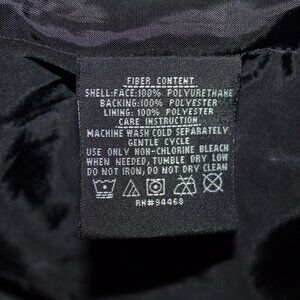 FIBER CONTENT
SHELL:FACE:100% POLYURETHANE
BACKING:100% POLYESTER
LINING: 100% POLYESTER
CARE INSTRUCTION
MACHINE WASH COLD SEPARATELY
GENTLE CYCLE
USE ONLY NON-CHLORINE BLEACH
WHEN NEEDED, TUMBLE DRY LOW
DO NOT IRON, DO NOT DRY CLEAN
RN#94468